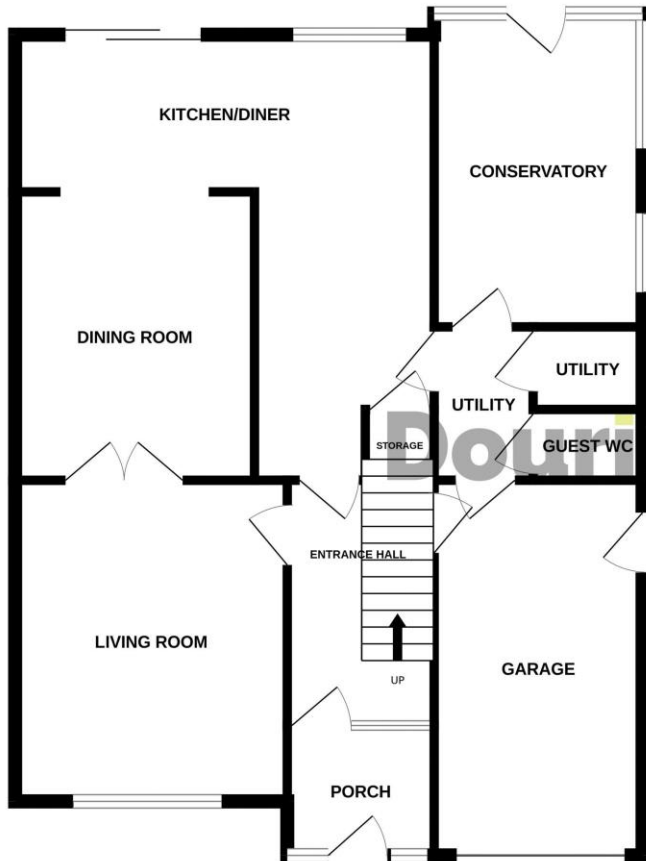 KITCHEN/DINER
CONSERVATORY
DINING ROOM
UTILITY
UTILITY
STORAGE
GUEST WC
Douri
ENTRANCE HALL
LIVING ROOM
GARAGE
UP
PORCH